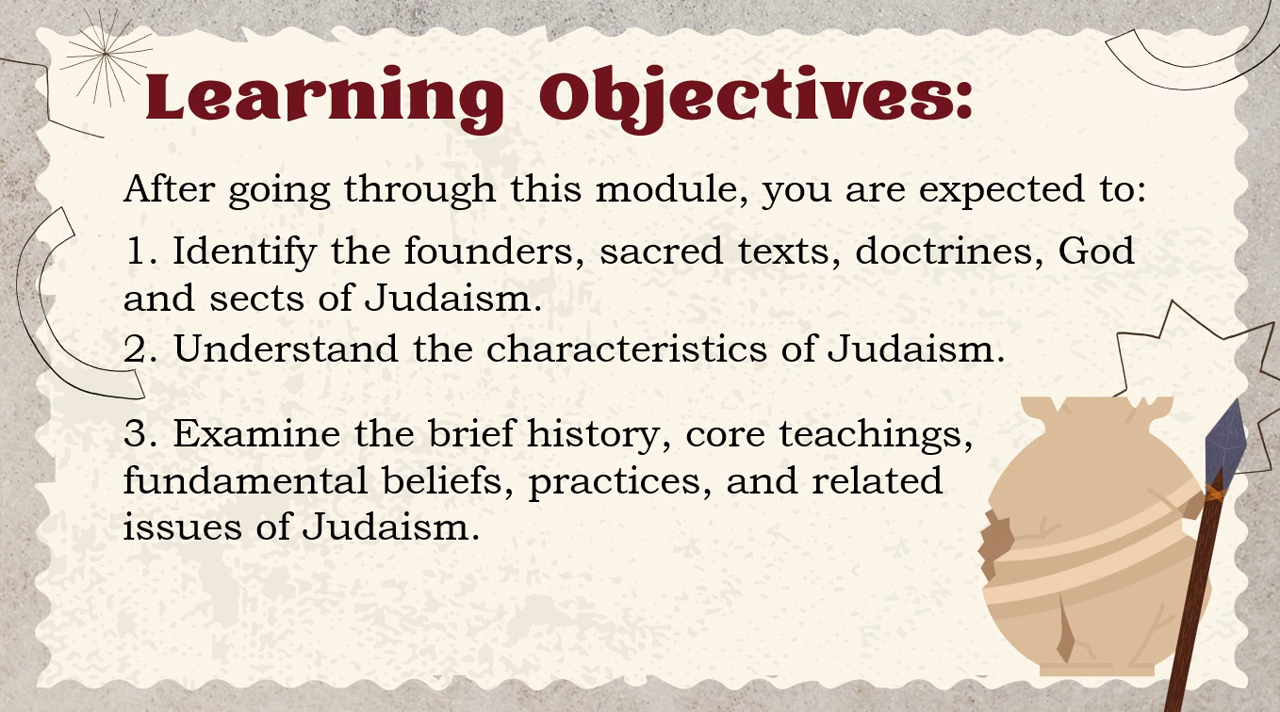 Learning Objectives:
After going through this module, you are expected to:
1. Identify the founders, sacred texts, doctrines, God
and sects of Judaism.
2. Understand the characteristics of Judaism.
3. Examine the brief history, core teachings,
fundamental beliefs, practices, and related
issues of Judaism.